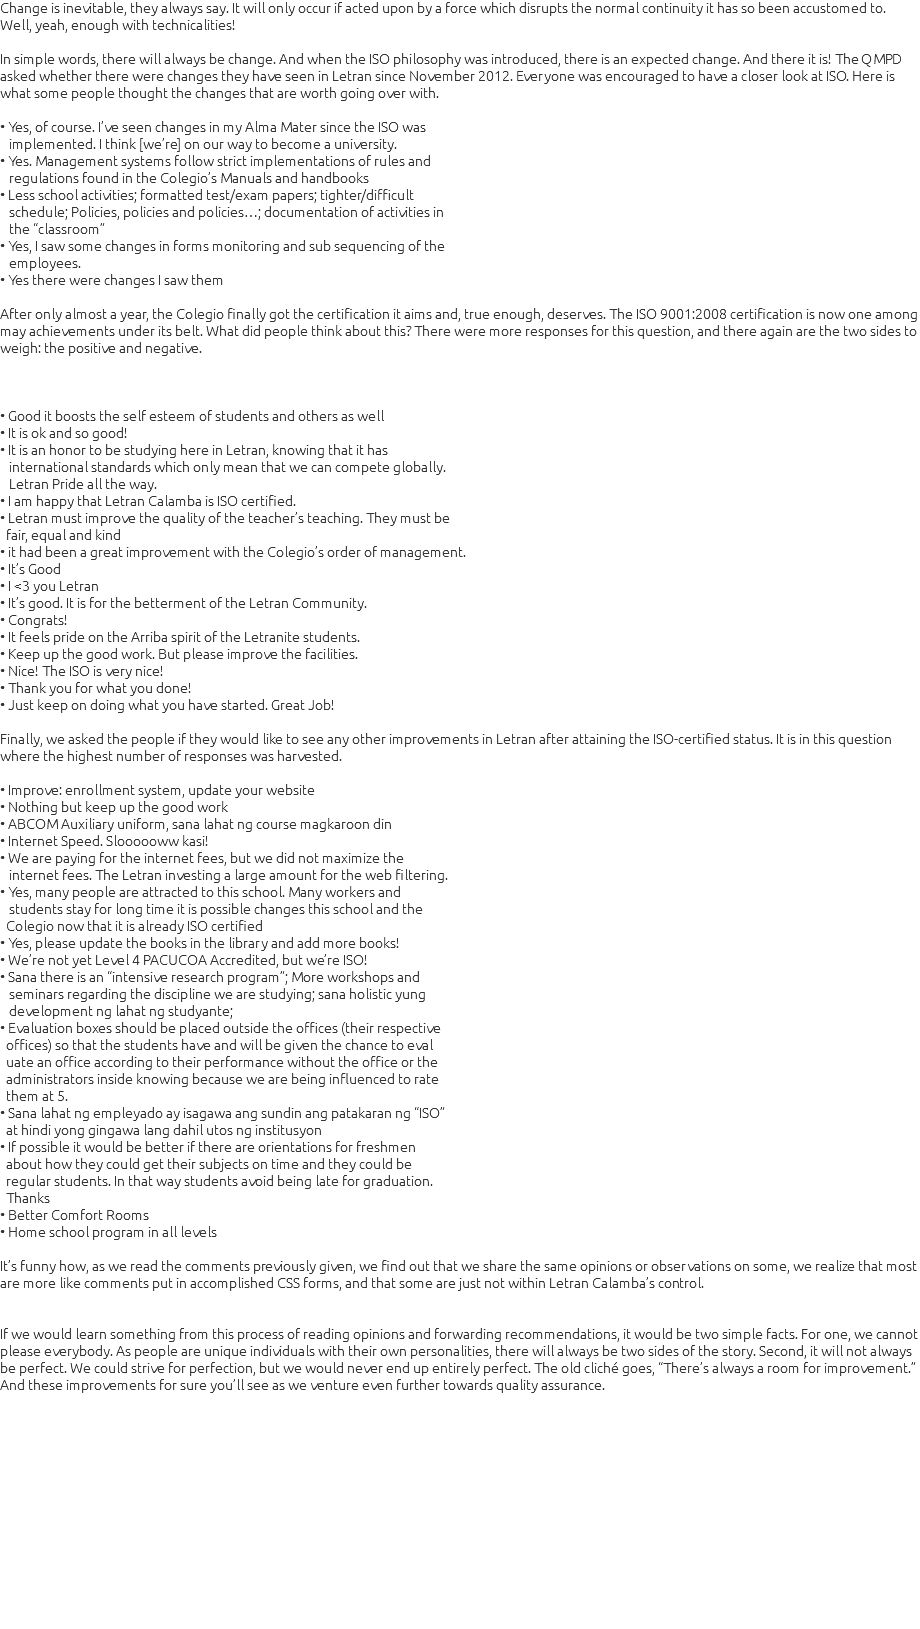 Change is inevitable, they always say. It will only occur if acted upon by a force which disrupts the normal continuity it has so been accustomed to.
Well, yeah, enough with technicalities!
In simple words, there will always be change. And when the ISO philosophy was introduced, there is an expected change. And there it is! The QMPD
asked whether there were changes they have seen in Letran since November 2012. Everyone was encouraged to have a closer look at ISO. Here is
what some people thought the changes that are worth going over with.
• Yes, of course. I’ve seen changes in my Alma Mater since the ISO was
implemented. I think [we’re] on our way to become a university.
• Yes. Management systems follow strict implementations of rules and
regulations found in the Colegio’s Manuals and handbooks
• Less school activities; formatted test/exam papers; tighter/difficult
schedule; Policies, policies and policies…; documentation of activities in
the “classroom”
• Yes, I saw some changes in forms monitoring and sub sequencing of the
employees.
• Yes there were changes I saw them
After only almost a year, the Colegio finally got the certification it aims and, true enough, deserves. The ISO 9001:2008 certification is now one among
may achievements under its belt. What did people think about this? There were more responses for this question, and there again are the two sides to
weigh: the positive and negative.
• Good it boosts the self esteem of students and others as well
• It is ok and so good!
• It is an honor to be studying here in Letran, knowing that it has
international standards which only mean that we can compete globally.
Letran Pride all the way.
• I am happy that Letran Calamba is ISO certified.
• Letran must improve the quality of the teacher’s teaching. They must be
fair, equal and kind
• it had been a great improvement with the Colegio’s order of management.
• It’s Good
• I <3 you Letran
• It’s good. It is for the betterment of the Letran Community.
• Congrats!
• It feels pride on the Arriba spirit of the Letranite students.
• Keep up the good work. But please improve the facilities.
• Nice! The ISO is very nice!
• Thank you for what you done!
• Just keep on doing what you have started. Great Job!
Finally, we asked the people if they would like to see any other improvements in Letran after attaining the ISO-certified status. It is in this question
where the highest number of responses was harvested.
• Improve: enrollment system, update your website
• Nothing but keep up the good work
• ABCOM Auxiliary uniform, sana lahat ng course magkaroon din
• Internet Speed. Slooooоww kasi!
• We are paying for the internet fees, but we did not maximize the
internet fees. The Letran investing a large amount for the web filtering.
• Yes, many people are attracted to this school. Many workers and
students stay for long time it is possible changes this school and the
Colegio now that it is already ISO certified
• Yes, please update the books in the library and add more books!
• We’re not yet Level 4 PACUCOA Accredited, but we’re ISO!
• Sana there is an “intensive research program”; More workshops and
seminars regarding the discipline we are studying; sana holistic yung
development ng lahat ng studyante;
• Evaluation boxes should be placed outside the offices (their respective
offices) so that the students have and will be given the chance to eval
uate an office according to their performance without the office or the
administrators inside knowing because we are being influenced to rate
them at 5.
• Sana lahat ng empleyado ay isagawa ang sundin ang patakaran ng “ISO”
at hindi yong gingawa lang dahil utos ng institusyon
• If possible it would be better if there are orientations for freshmen
about how they could get their subjects on time and they could be
regular students. In that way students avoid being late for graduation.
Thanks
• Better Comfort Rooms
• Home school program in all levels
It’s funny how, as we read the comments previously given, we find out that we share the same opinions or observations on some, we realize that most
are more like comments put in accomplished CSS forms, and that some are just not within Letran Calamba’s control.
If we would learn something from this process of reading opinions and forwarding recommendations, it would be two simple facts. For one, we cannot
please everybody. As people are unique individuals with their own personalities, there will always be two sides of the story. Second, it will not always
be perfect. We could strive for perfection, but we would never end up entirely perfect. The old cliché goes, “There’s always a room for improvement.”
And these improvements for sure you’ll see as we venture even further towards quality assurance.